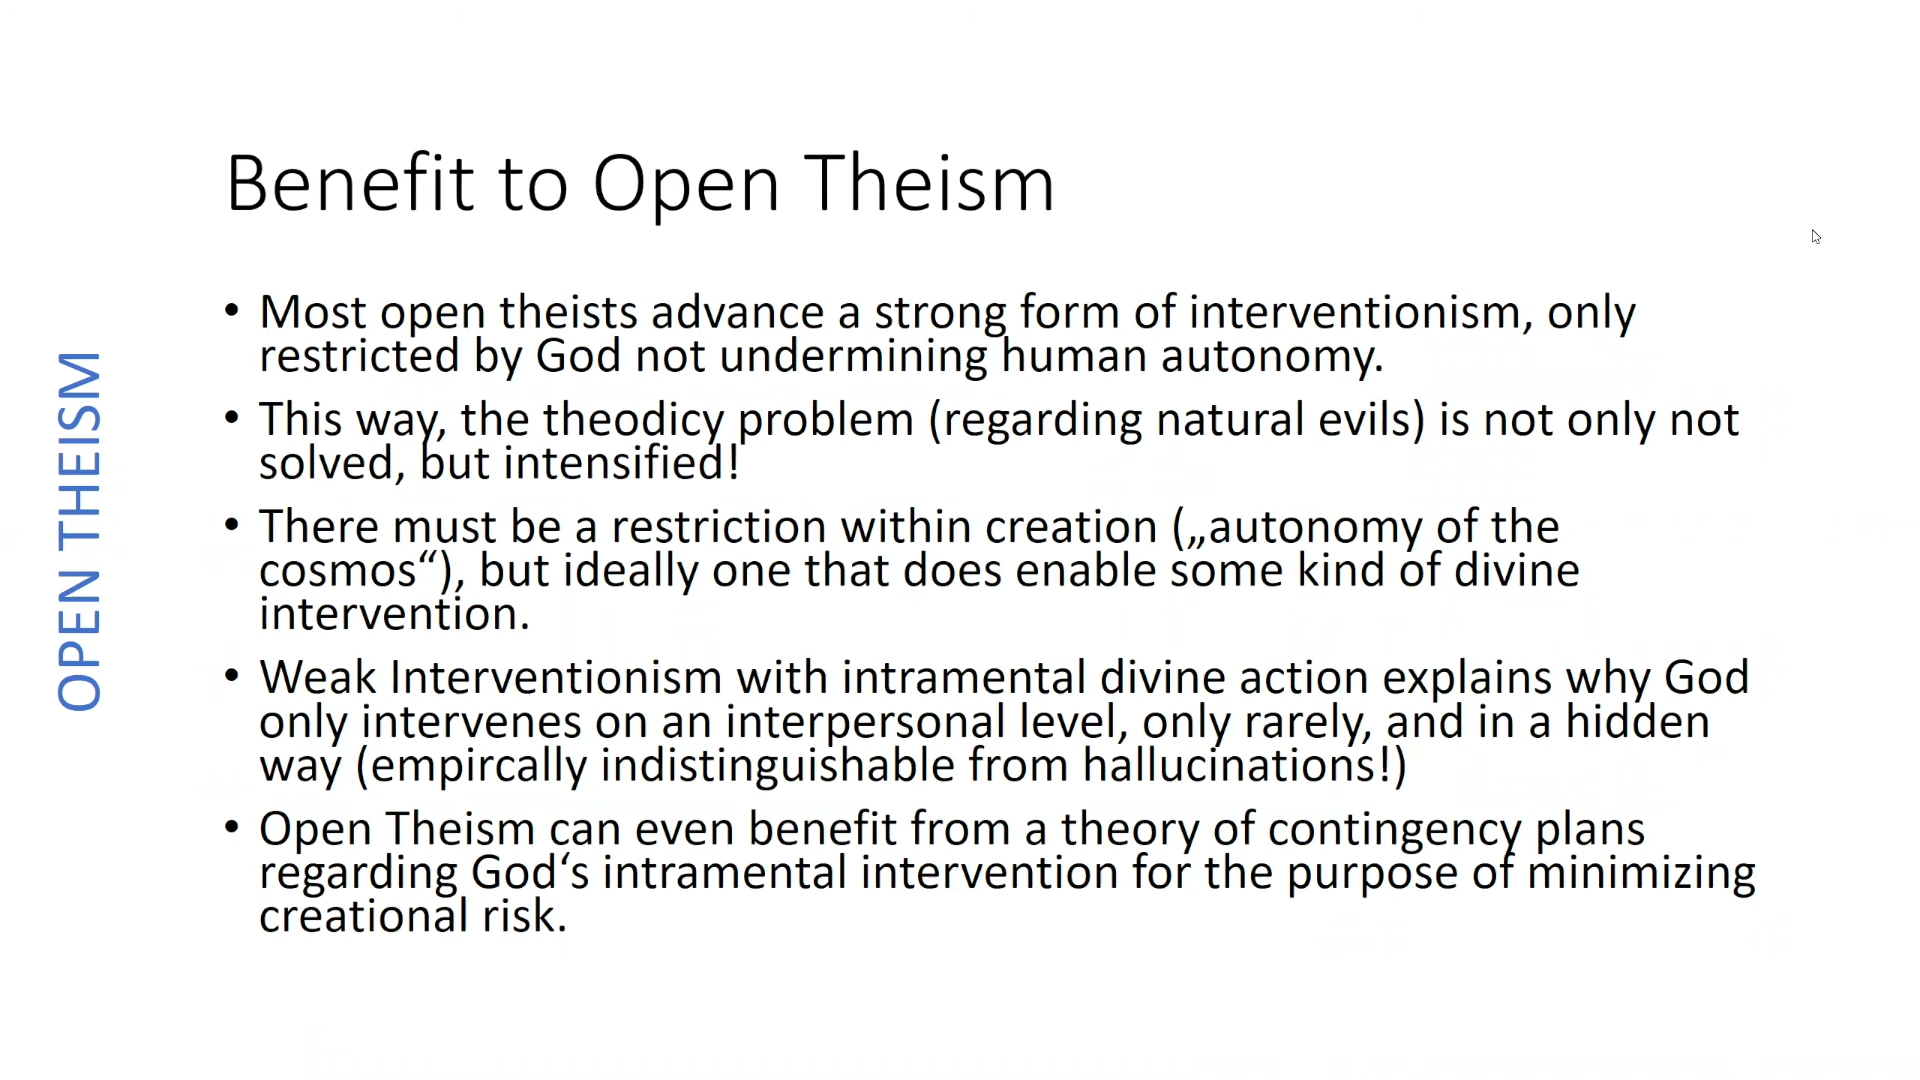 Benefit to Open Theism
OPEN THEISM
• Most open theists advance a strong form of interventionism, only
restricted by God not undermining human autonomy.
• This way, the theodicy problem (regarding natural evils) is not only not
solved, but intensified!
• There must be a restriction within creation („autonomy of the
cosmos“), but ideally one that does enable some kind of divine
intervention.
• Weak Interventionism with intramental divine action explains why God
only intervenes on an interpersonal level, only rarely, and in a hidden
way (empircally indistinguishable from hallucinations!)
• Open Theism can even benefit from a theory of contingency plans
regarding God‘s intramental intervention for the purpose of minimizing
creational risk.